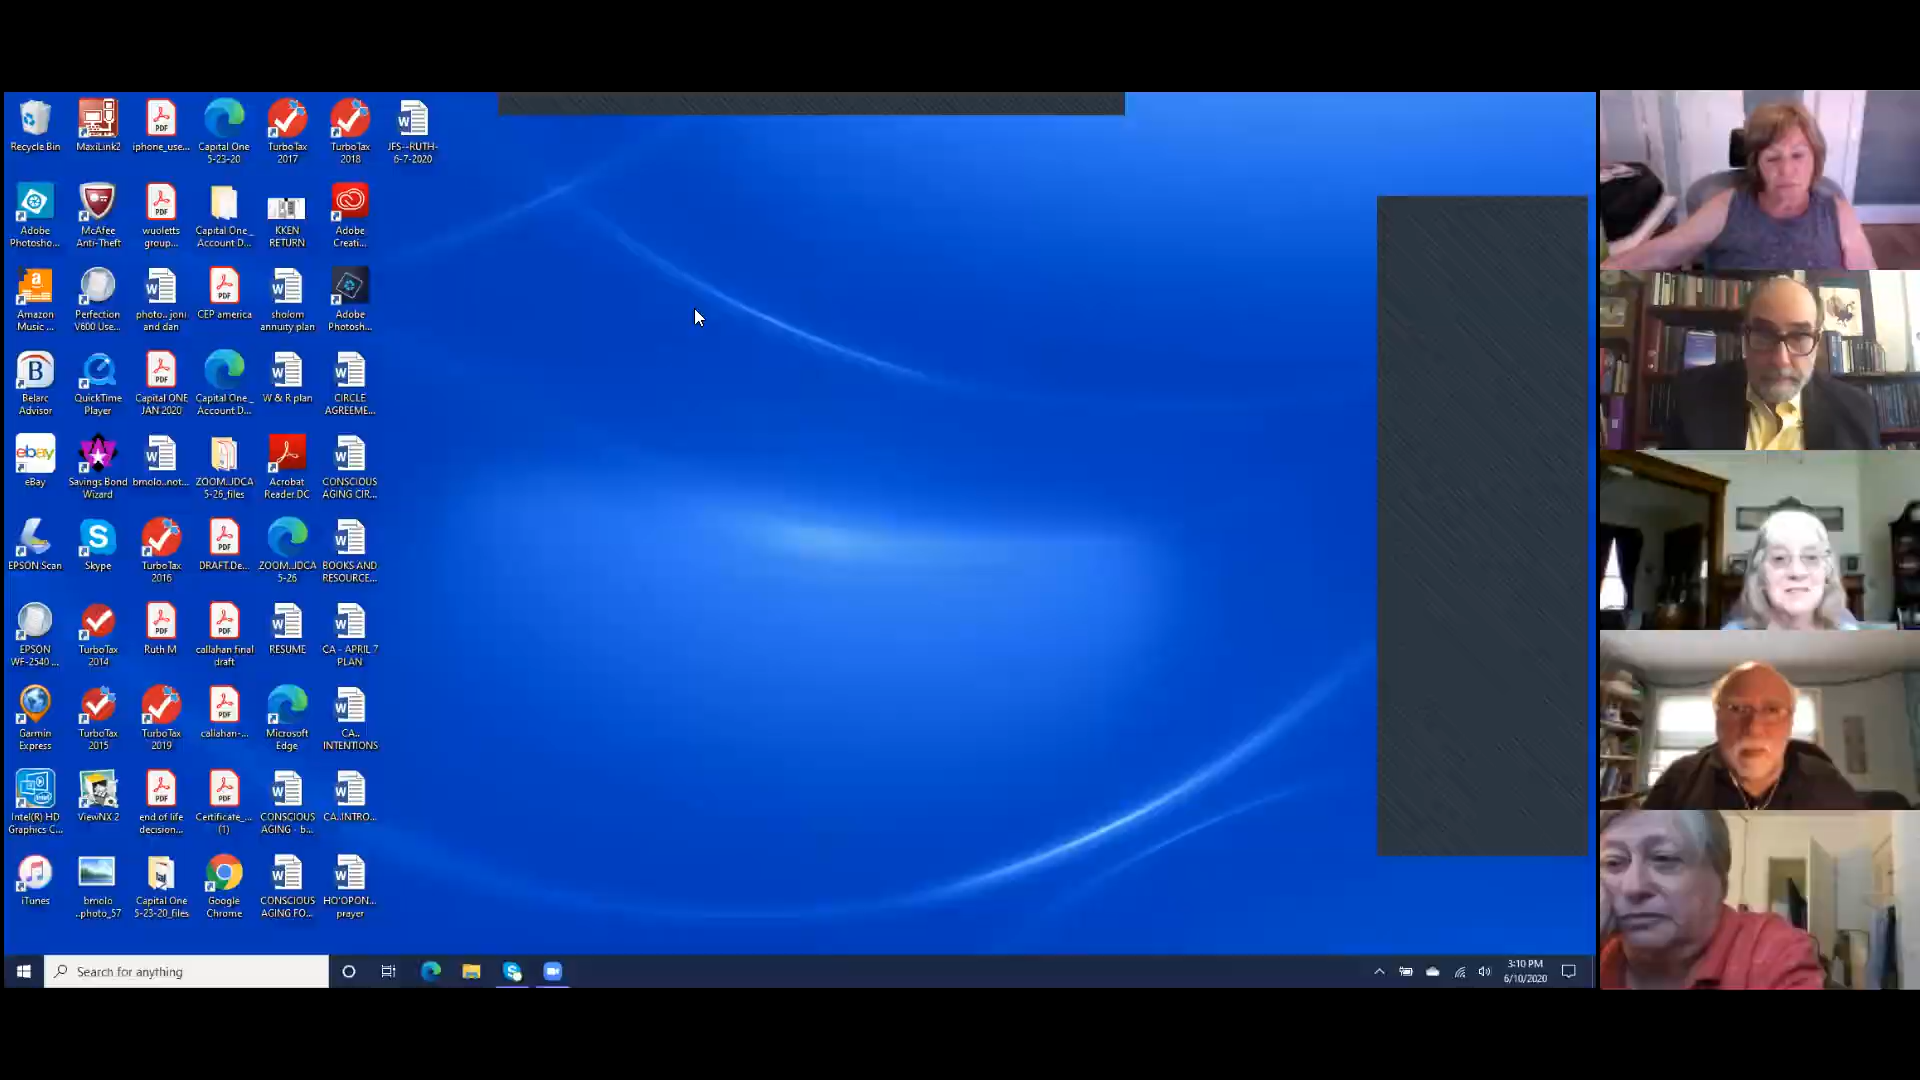 Recycle Bin
MaxiLink2
iphone_use...
Capital One
5-23-20
TurboTax
2017
TurboTax
2018
JFS--RUTH-
6-7-2020
Adobe
Photosho...
McAfee
Anti-Theft
wuoletts
group...
Capital One_
Account D...
KKEN
RETURN
Adobe
Creati...
Amazon
Music ...
Perfection
V600 Use...
photo.. joni
and dan
CEP america
sholom
annuity plan
Adobe
Photosh...
Belarc
Advisor
QuickTime
Player
Capital ONE
JAN 2020
Capital One_
Account D...
W & R plan
CIRCLE
AGREEME...
ebay
eBay
Savings Bond
Wizard
bmolo..not...
ZOOM..JDCA
5-26_files
Acrobat
Reader DC
CONSCIOUS
AGING CIR...
EPSON Scan
Skype
TurboTax
2016
DRAFT.De...
ZOOM..JDCA
5-26
BOOKS AND
RESOURCE...
EPSON
WF-2540 ...
TurboTax
2014
Ruth M
callahan final
draft
RESUME
CA - APRIL 7
PLAN
Garmin
Express
TurboTax
2015
TurboTax
2019
callahan-...
Microsoft
Edge
CA..
INTENTIONS
Intel(R) HD
Graphics C...
ViewNX 2
end of life
decision...
Certificate_...
(1)
CONSCIOUS
AGING - b...
CA..INTRO...
iTunes
bmolo
..photo_57
Capital One
5-23-20_files
Google
Chrome
CONSCIOUS
AGING FO...
HO'OPON...
prayer
Search for anything
3:10 PM
6/10/2020